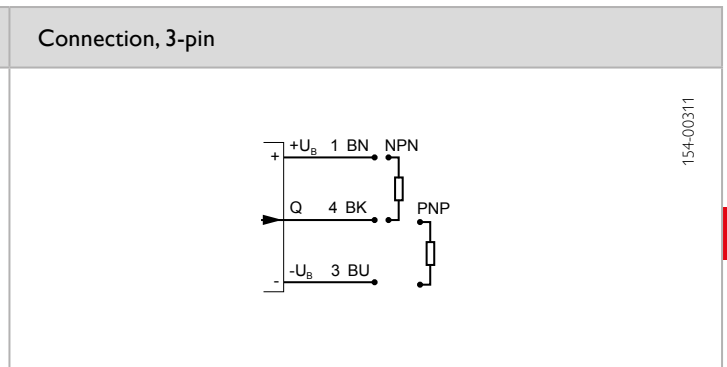 Connection, 3-pin
154-00311
+U_B 1 BN NPN
+
Q 4 BK PNP
-U_B 3 BU
-